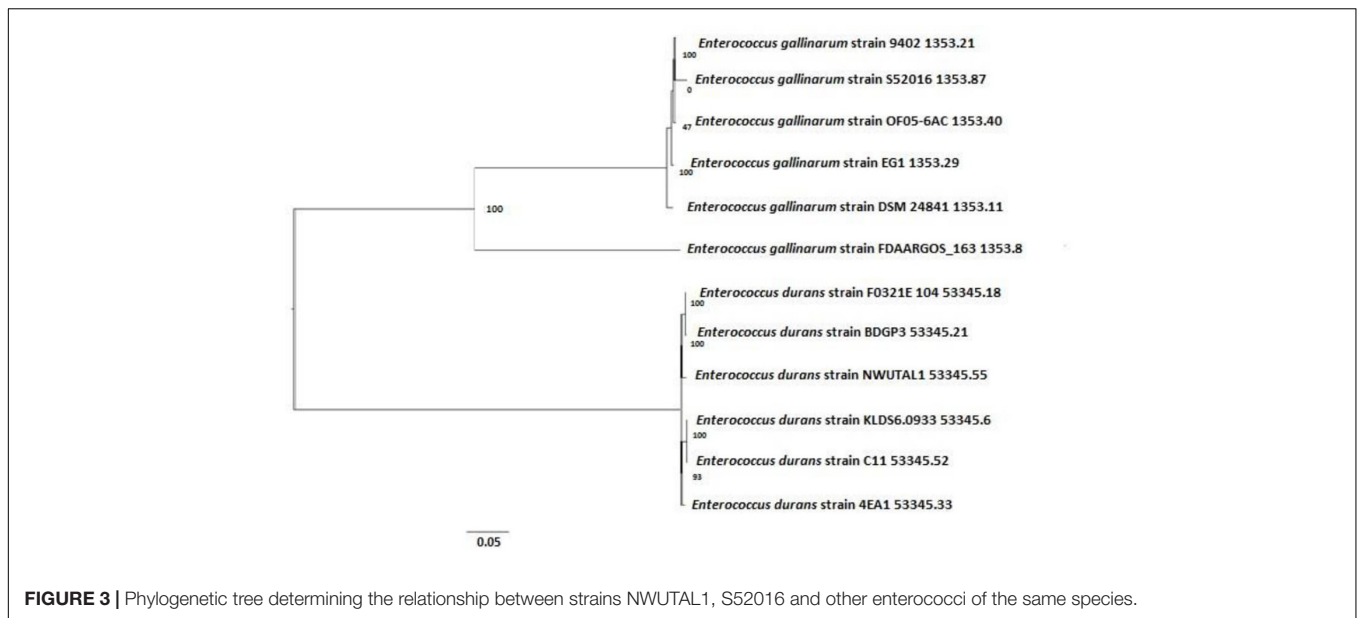 Enterococcus gallinarum strain 9402 1353.21
100
Enterococcus gallinarum strain S52016 1353.87
0
Enterococcus gallinarum strain OF05-6AC 1353.40
47
Enterococcus gallinarum strain EG1 1353.29
100
Enterococcus gallinarum strain DSM 24841 1353.11
100
Enterococcus gallinarum strain FDAARGOS_163 1353.8
Enterococcus durans strain F0321E 104 53345.18
100
Enterococcus durans strain BDGP3 53345.21
100
Enterococcus durans strain NWUTAL1 53345.55
Enterococcus durans strain KLDS6.0933 53345.6
100
Enterococcus durans strain C11 53345.52
93
Enterococcus durans strain 4EA1 53345.33
0.05
FIGURE 3 | Phylogenetic tree determining the relationship between strains NWUTAL1, S52016 and other enterococci of the same species.